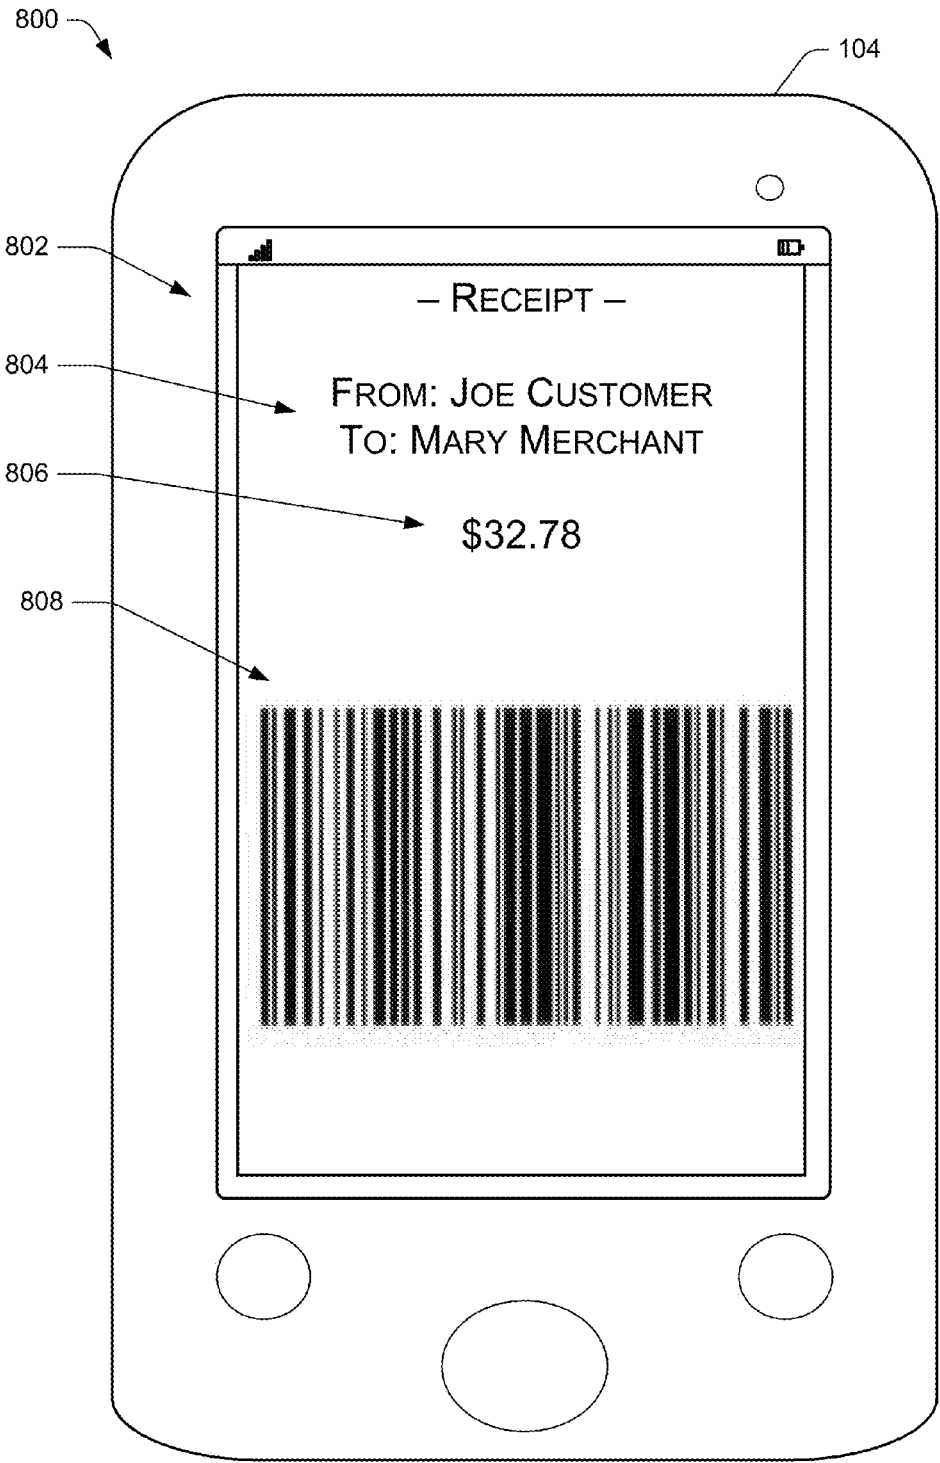 800
104
802
– RECEIPT –
804
FROM: JOE CUSTOMER
TO: MARY MERCHANT
806
$32.78
808